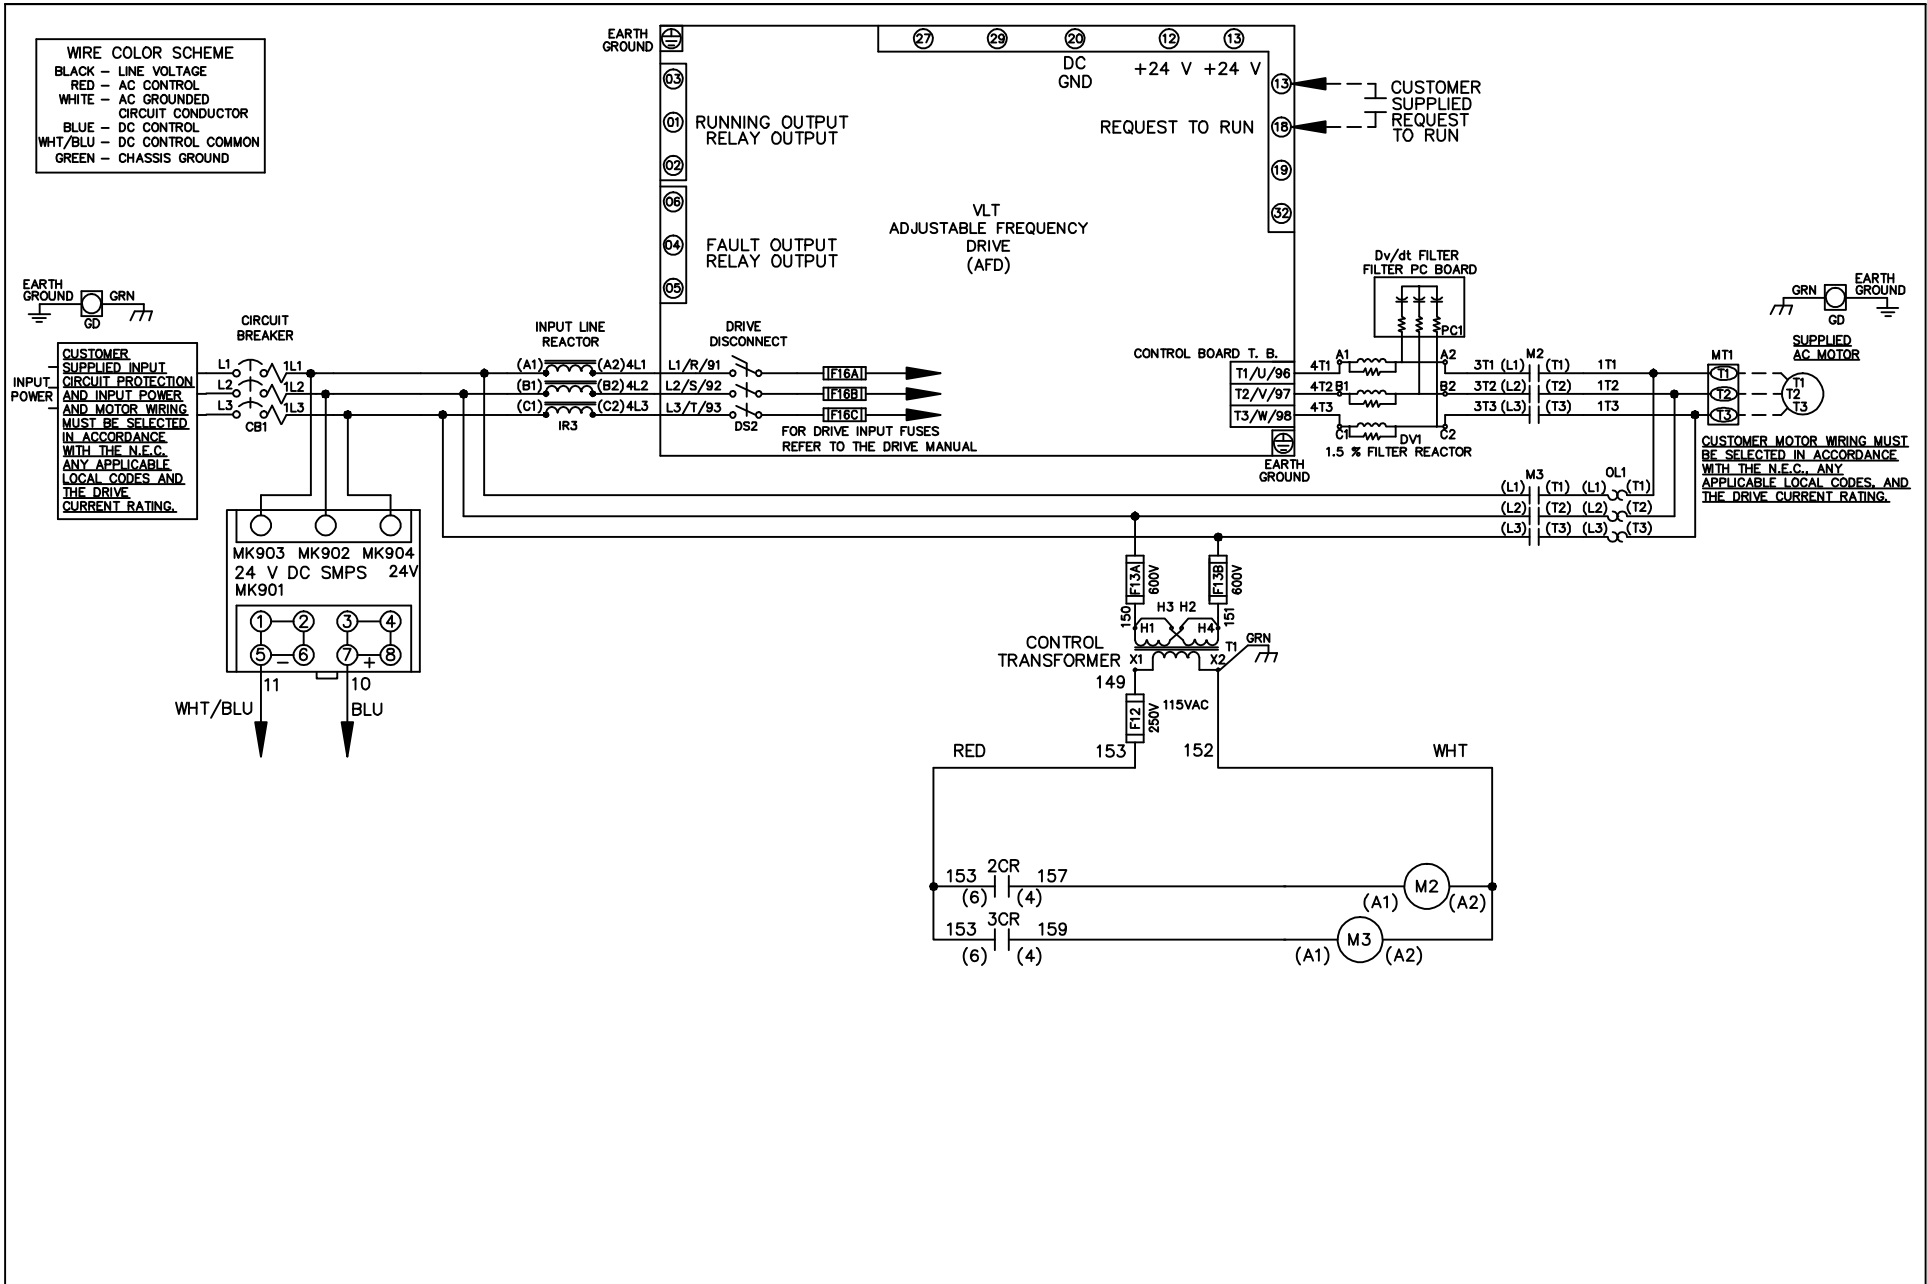 WIRE COLOR SCHEME
BLACK – LINE VOLTAGE
RED – AC CONTROL
WHITE – AC GROUNDED
CIRCUIT CONDUCTOR
BLUE – DC CONTROL
WHT/BLU – DC CONTROL COMMON
GREEN – CHASSIS GROUND
EARTH
GROUND
27 29 20 12 13
DC
GND
+24 V +24 V
03
01
02
RUNNING OUTPUT
RELAY OUTPUT
06
04
05
FAULT OUTPUT
RELAY OUTPUT
VLT
ADJUSTABLE FREQUENCY
DRIVE
(AFD)
13
REQUEST TO RUN 18
19
32
CUSTOMER
SUPPLIED
REQUEST
TO RUN
Dv/dt FILTER
FILTER PC BOARD
PC1
EARTH
GROUND
GRN
GD
INPUT
POWER
CUSTOMER
SUPPLIED INPUT
CIRCUIT PROTECTION
AND INPUT POWER
AND MOTOR WIRING
MUST BE SELECTED
IN ACCORDANCE
WITH THE N.E.C.
ANY APPLICABLE
LOCAL CODES AND
THE DRIVE
CURRENT RATING.
CIRCUIT
BREAKER
L1 1L1
L2 1L2
L3 1L3
CB1
INPUT LINE
REACTOR
(A1) (A2) 4L1
(B1) (B2) 4L2
(C1) (C2) 4L3
IR3
DRIVE
DISCONNECT
L1/R/91
L2/S/92
L3/T/93
DS2
F16A
F16B
F16C
FOR DRIVE INPUT FUSES
REFER TO THE DRIVE MANUAL
CONTROL BOARD T. B.
T1/U/96
T2/V/97
T3/W/98
EARTH
GROUND
4T1 A1 A2
4T2 B1 B2
4T3 C1 C2
DV1
1.5 % FILTER REACTOR
M2
3T1 (L1) (T1) 1T1
3T2 (L2) (T2) 1T2
3T3 (L3) (T3) 1T3
MT1
T1
T2
T3
T1
T2
T3
GRN
EARTH
GROUND
GD
SUPPLIED
AC MOTOR
CUSTOMER MOTOR WIRING MUST
BE SELECTED IN ACCORDANCE
WITH THE N.E.C., ANY
APPLICABLE LOCAL CODES, AND
THE DRIVE CURRENT RATING.
M3 OL1
(L1) (T1) (L1) (T1)
(L2) (T2) (L2) (T2)
(L3) (T3) (L3) (T3)
MK903 MK902 MK904
24 V DC SMPS 24V
MK901
1 2 3 4
5 – 6 7 + 8
11 10
WHT/BLU BLU
F13A 600V
F13B 600V
150 151
H3 H2
H1 H4
CONTROL
TRANSFORMER
X1 X2
T1
GRN
149
F12 250V
115VAC
RED 153 152 WHT
153 2CR 157
(6) (4)
M2
(A1) (A2)
153 3CR 159
(6) (4)
M3
(A1) (A2)